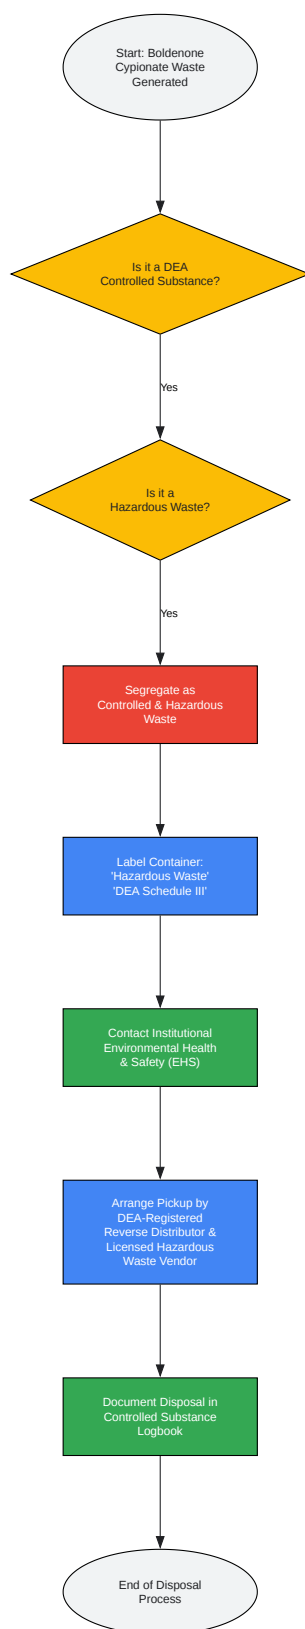 Start: Boldenone
Cypionate Waste
Generated
Is it a DEA
Controlled Substance?
Yes
Is it a
Hazardous Waste?
Yes
Segregate as
Controlled & Hazardous
Waste
Label Container:
'Hazardous Waste'
'DEA Schedule III'
Contact Institutional
Environmental Health
& Safety (EHS)
Arrange Pickup by
DEA-Registered
Reverse Distributor &
Licensed Hazardous
Waste Vendor
Document Disposal in
Controlled Substance
Logbook
End of Disposal
Process